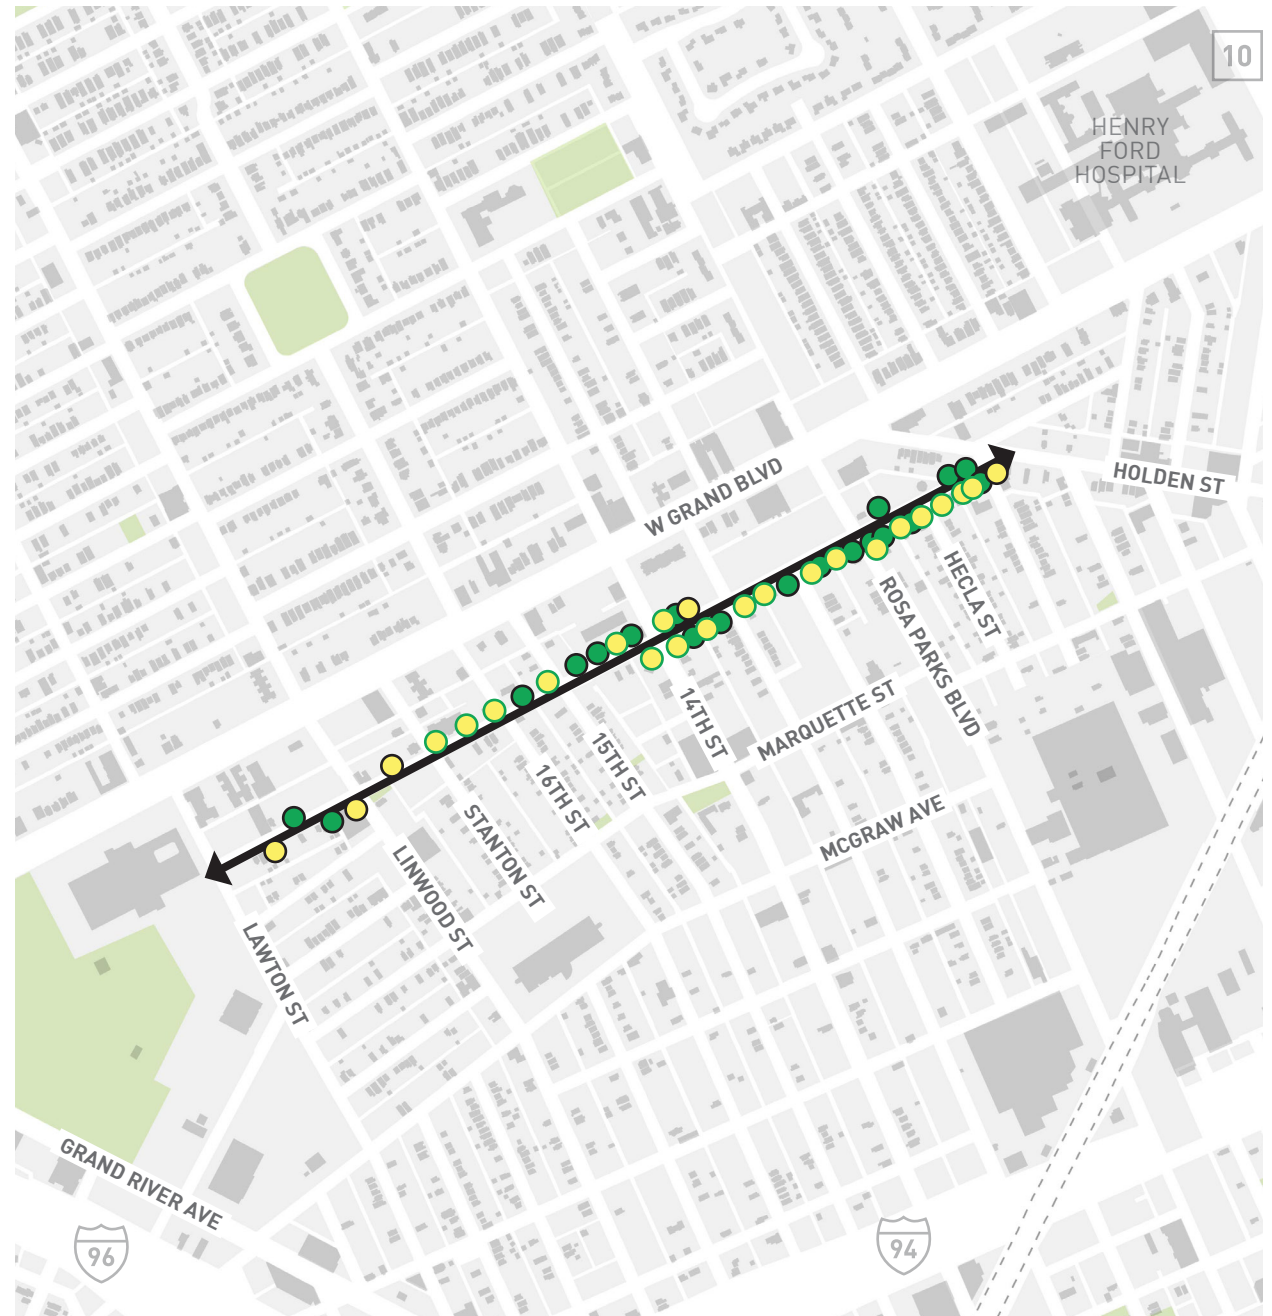 10
HENRY
FORD
HOSPITAL
W GRAND BLVD
HOLDEN ST
HECLA ST
ROSA PARKS BLVD
14TH ST
MARQUETTE ST
15TH ST
16TH ST
STANTON ST
MCGRAW AVE
LINWOOD ST
LAWTON ST
GRAND RIVER AVE
96
94